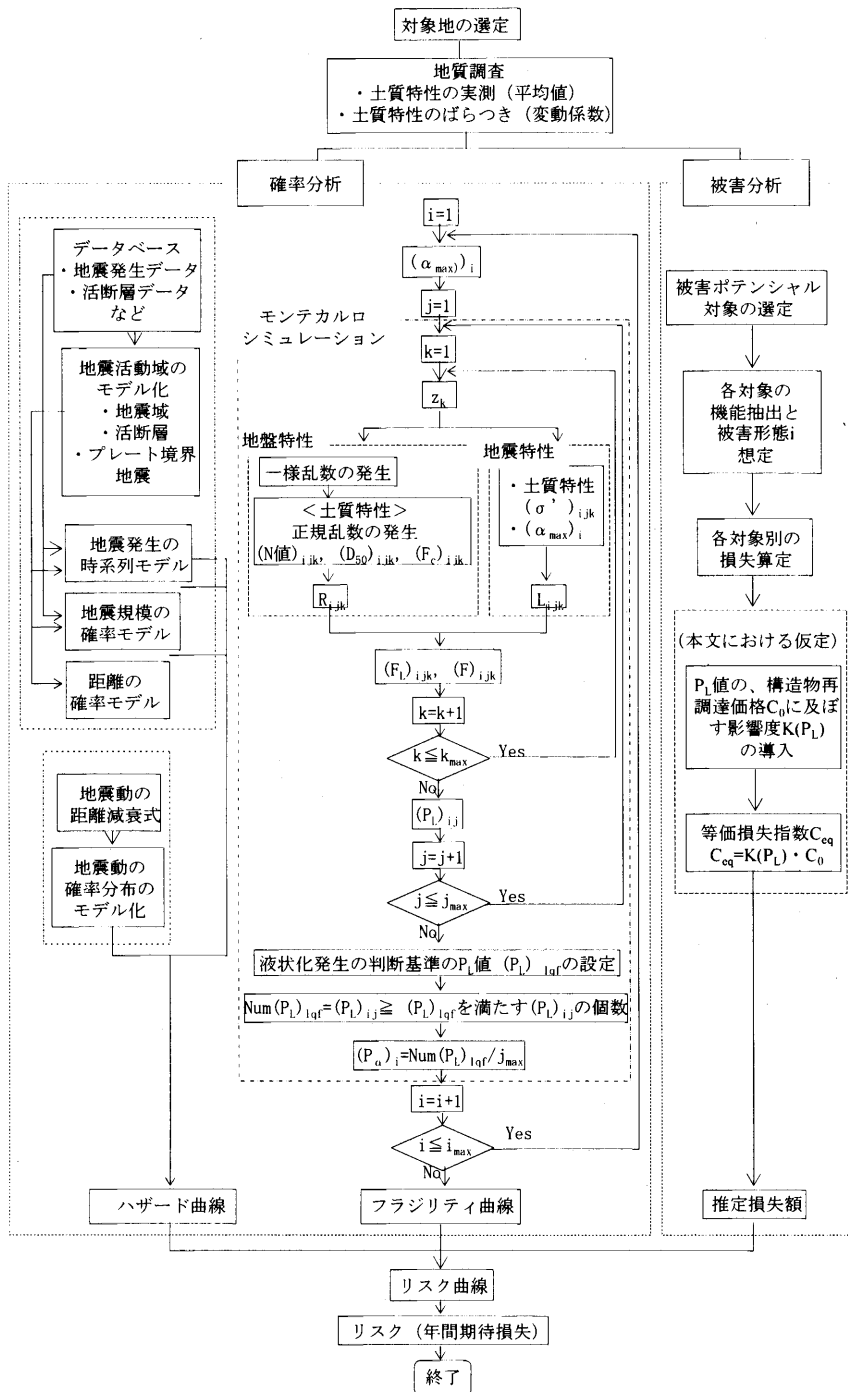 対象地の選定
地質調査
・土質特性の実測（平均値）
・土質特性のばらつき（変動係数）
確率分析
被害分析
データベース
・地震発生データ
・活断層データ
など
地震活動域の
モデル化
・地震域
・活断層
・プレート境界
地震
地震発生の
時系列モデル
地震規模の
確率モデル
距離の
確率モデル
地震動の
距離減衰式
地震動の
確率分布の
モデル化
ハザード曲線
i=1
(α_max)_i
j=1
モンテカルロ
シミュレーション
k=1
z_k
地盤特性
一様乱数の発生
＜土質特性＞
正規乱数の発生
(N値)_ijk, (D_50)_ijk, (F_c)_ijk
R_ijk
地震特性
・土質特性
(σ')_ijk
・(α_max)_i
L_ijk
(F_L)_ijk, (F)_ijk
k=k+1
k≦k_max
Yes
No
(P_L)_ij
j=j+1
j≦j_max
Yes
No
液状化発生の判断基準のP_L値 (P_L)_lqfの設定
Num(P_L)_lqf=(P_L)_ij≧ (P_L)_lqfを満たす(P_L)_ijの個数
(P_α)_i=Num(P_L)_lqf/j_max
i=i+1
i≦i_max
Yes
No
フラジリティ曲線
被害ポテンシャル
対象の選定
各対象の
機能抽出と
被害形態i
想定
各対象別の
損失算定
(本文における仮定)
P_L値の、構造物再
調達価格C_0に及ぼ
す影響度K(P_L)
の導入
等価損失指数C_eq
C_eq=K(P_L)・C_0
推定損失額
リスク曲線
リスク（年間期待損失）
終了